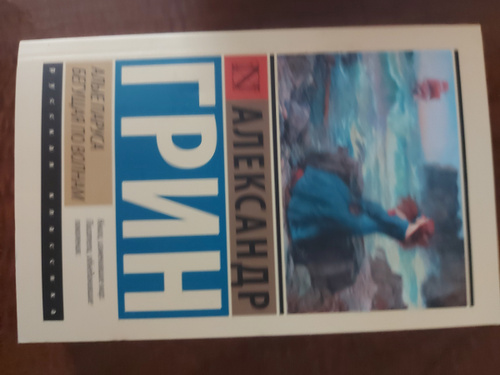 АЛЕКСАНДР
ГРИН
АЛЫЕ ПАРУСА
БЕГУЩАЯ ПО ВОЛНАМ
РУССКАЯ КЛАССИКА